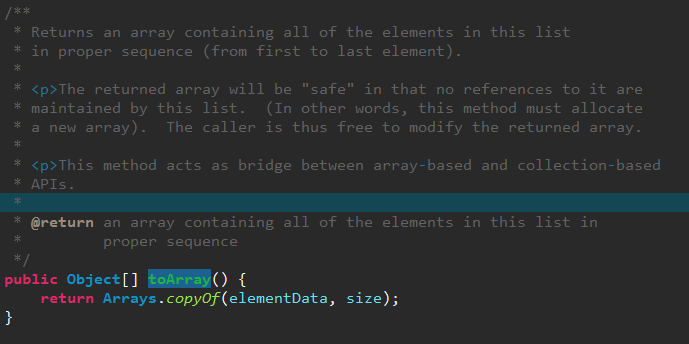 /**
 * Returns an array containing all of the elements in this list
 * in proper sequence (from first to last element).
 *
 * <p>The returned array will be "safe" in that no references to it are
 * maintained by this list.  (In other words, this method must allocate
 * a new array).  The caller is thus free to modify the returned array.
 *
 * <p>This method acts as bridge between array-based and collection-based
 * APIs.
 *
 * @return an array containing all of the elements in this list in
 *         proper sequence
 */
public Object[] toArray() {
    return Arrays.copyOf(elementData, size);
}